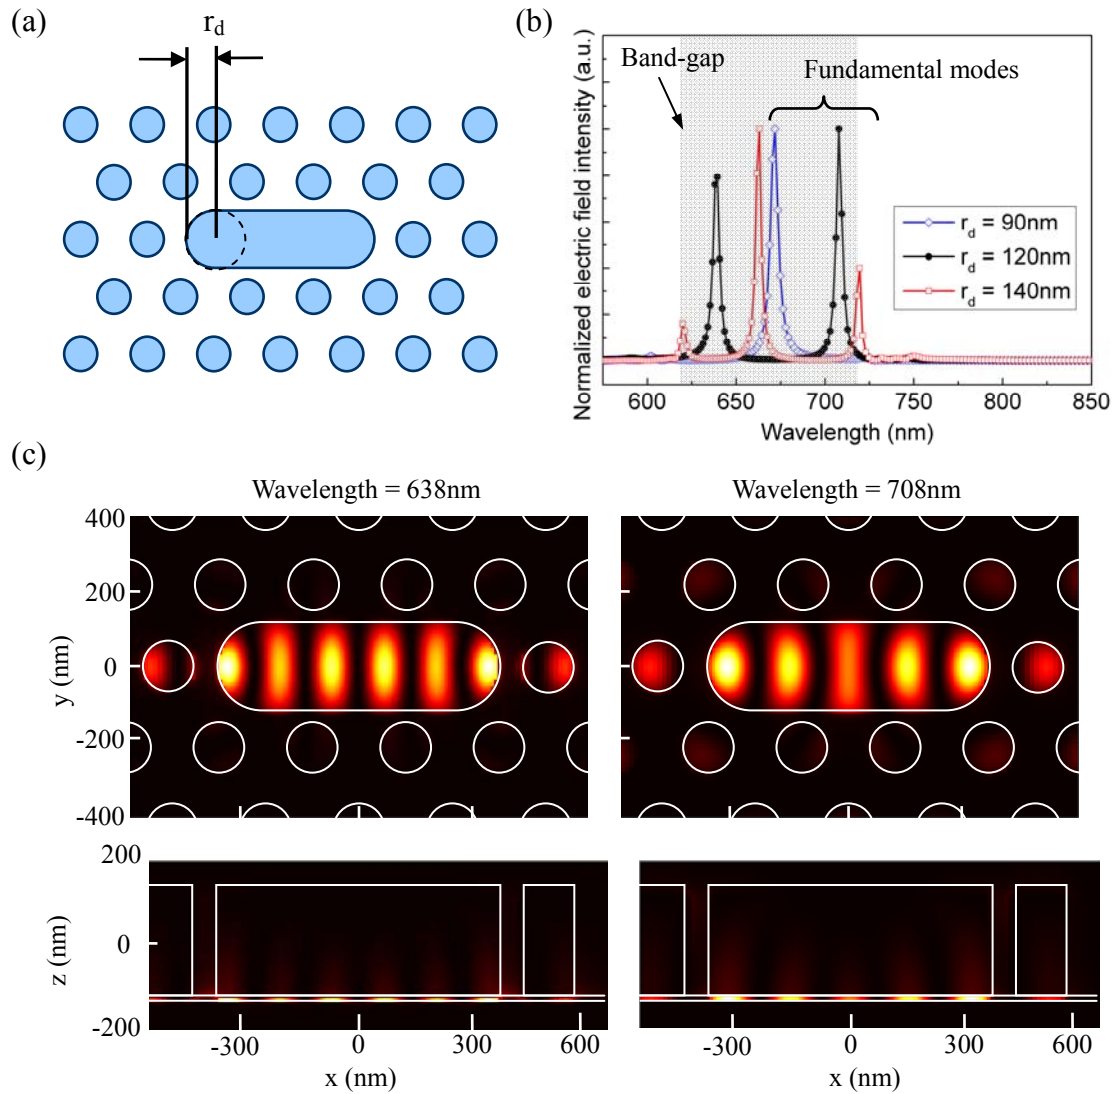 (a)
r_d
(b)
Normalized electric field intensity (a.u.)
Band-gap
Fundamental modes
r_d = 90nm
r_d = 120nm
r_d = 140nm
600 650 700 750 800 850
Wavelength (nm)
(c)
Wavelength = 638nm
Wavelength = 708nm
y (nm)
400
200
0
-200
-400
z (nm)
200
0
-200
-300 0 300 600
x (nm)
-300 0 300 600
x (nm)